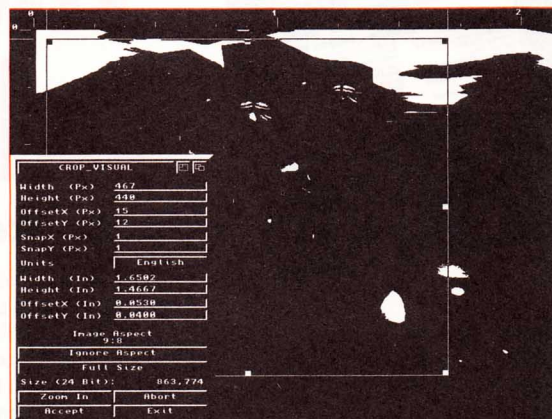 0 1 2
0
CROP_VISUAL
Width (Px) 467
Height (Px) 440
OffsetX (Px) 15
OffsetY (Px) 12
SnapX (Px) 1
SnapY (Px) 1
Units English
Width (In) 1.6502
Height (In) 1.4667
OffsetX (In) 0.0530
OffsetY (In) 0.0400
Image Aspect
9:8
Ignore Aspect
Full Size
Size (24 Bit): 863,774
Zoom In Abort
Accept Exit